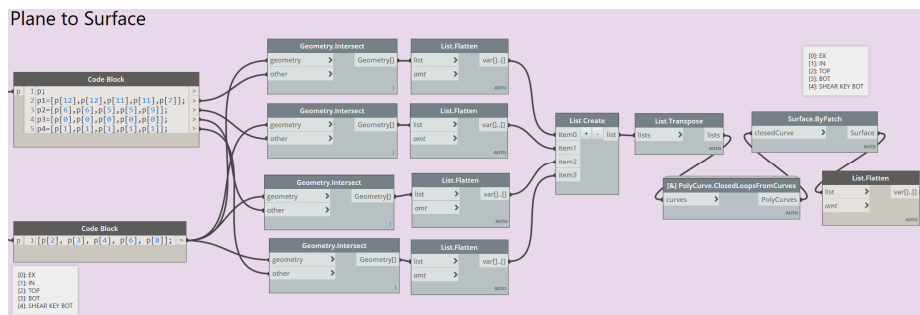 Plane to Surface
Code Block
p
1 p;
2 p1=[p[12],p[12],p[11],p[11],p[7]];
3 p2=[p[6],p[6],p[5],p[5],p[9]];
4 p3=[p[0],p[0],p[0],p[0],p[0]];
5 p4=[p[1],p[1],p[1],p[1],p[1]];
>
>
>
>
>
Code Block
p
1 [p[2], p[3], p[4], p[6], p[8]];
>
[0]: EX
[1]: IN
[2]: TOP
[3]: BOT
[4]: SHEAR KEY BOT
Geometry.Intersect
geometry > Geometry[]
other >
|
List.Flatten
list > var[]..[]
amt >
AUTO
Geometry.Intersect
geometry > Geometry[]
other >
|
List.Flatten
list > var[]..[]
amt >
AUTO
Geometry.Intersect
geometry > Geometry[]
other >
|
List.Flatten
list > var[]..[]
amt >
AUTO
Geometry.Intersect
geometry > Geometry[]
other >
|
List.Flatten
list > var[]..[]
amt >
AUTO
List Create
item0 + - list
item1
item2
item3
AUTO
List.Transpose
lists > lists
AUTO
[&] PolyCurve.ClosedLoopsFromCurves
curves > PolyCurves
AUTO
[0]: EX
[1]: IN
[2]: TOP
[3]: BOT
[4]: SHEAR KEY BOT
Surface.ByPatch
closedCurve > Surface
AUTO
List.Flatten
list > var[]..[]
amt >
AUTO